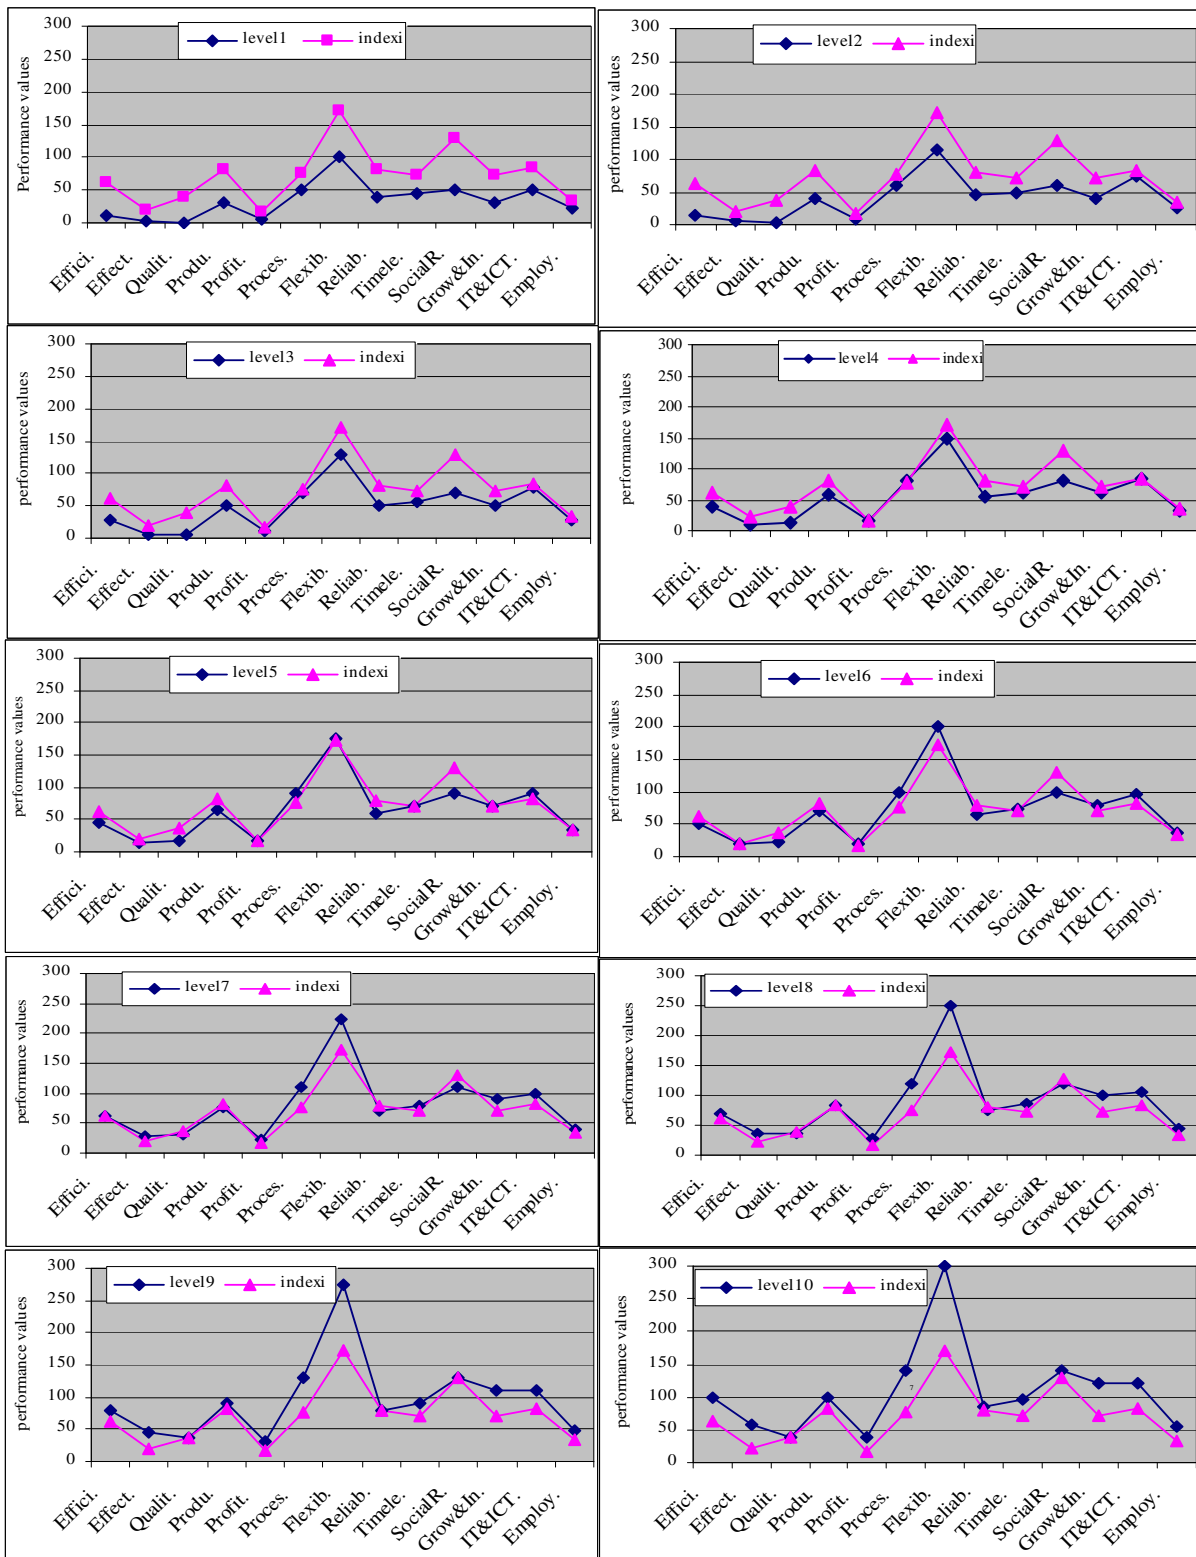 level1 indexi
Performance values
300
250
200
150
100
50
0
Effici.
Effect.
Qualit.
Produ.
Profit.
Proces.
Flexib.
Reliab.
Timele.
SocialR.
Grow&In.
IT&ICT.
Employ.
level2 indexi
performance values
300
250
200
150
100
50
0
Effici.
Effect.
Qualit.
Produ.
Profit.
Proces.
Flexib.
Reliab.
Timele.
SocialR.
Grow&In.
IT&ICT.
Employ.
level3 indexi
performance values
300
250
200
150
100
50
0
Effici.
Effect.
Qualit.
Produ.
Profit.
Proces.
Flexib.
Reliab.
Timele.
SocialR.
Grow&In.
IT&ICT.
Employ.
level4 indexi
performance values
300
250
200
150
100
50
0
Effici.
Effect.
Qualit.
Produ.
Profit.
Proces.
Flexib.
Reliab.
Timele.
SocialR.
Grow&In.
IT&ICT.
Employ.
level5 indexi
performance values
300
250
200
150
100
50
0
Effici.
Effect.
Qualit.
Produ.
Profit.
Proces.
Flexib.
Reliab.
Timele.
SocialR.
Grow&In.
IT&ICT.
Employ.
level6 indexi
performance values
300
250
200
150
100
50
0
Effici.
Effect.
Qualit.
Produ.
Profit.
Proces.
Flexib.
Reliab.
Timele.
SocialR.
Grow&In.
IT&ICT.
Employ.
level7 indexi
performance values
300
250
200
150
100
50
0
Effici.
Effect.
Qualit.
Produ.
Profit.
Proces.
Flexib.
Reliab.
Timele.
SocialR.
Grow&In.
IT&ICT.
Employ.
level8 indexi
performance values
300
250
200
150
100
50
0
Effici.
Effect.
Qualit.
Produ.
Profit.
Proces.
Flexib.
Reliab.
Timele.
SocialR.
Grow&In.
IT&ICT.
Employ.
level9 indexi
performance values
300
250
200
150
100
50
0
Effici.
Effect.
Qualit.
Produ.
Profit.
Proces.
Flexib.
Reliab.
Timele.
SocialR.
Grow&In.
IT&ICT.
Employ.
level10 indexi
performance values
300
250
200
150
100
50
0
7
Effici.
Effect.
Qualit.
Produ.
Profit.
Proces.
Flexib.
Reliab.
Timele.
SocialR.
Grow&In.
IT&ICT.
Employ.